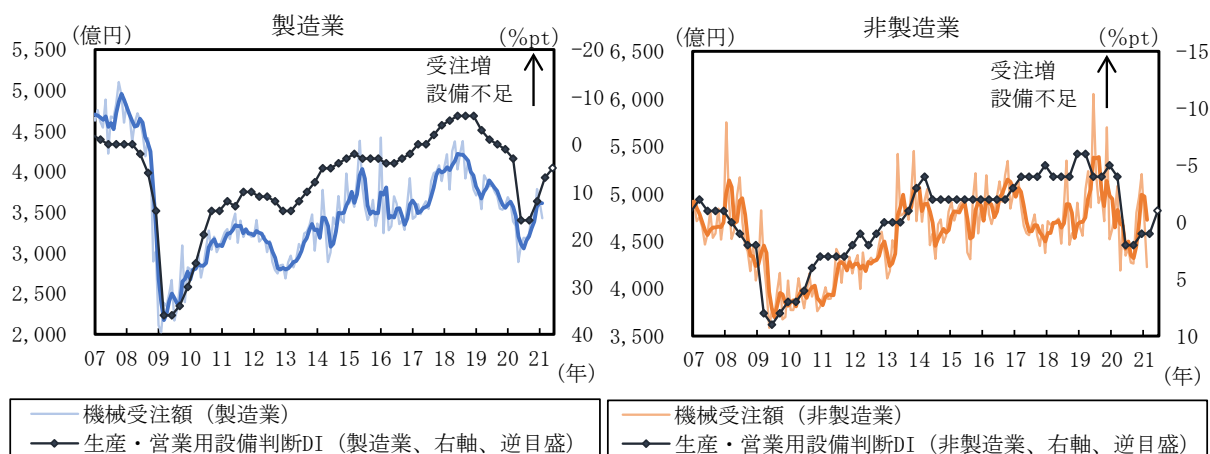 製造業
(億円)
(%pt)
5,500
5,000
4,500
4,000
3,500
3,000
2,500
2,000
-20
-10
0
10
20
30
40
受注増
設備不足
07 08 09 10 11 12 13 14 15 16 17 18 19 20 21
(年)
機械受注額 (製造業)
生産・営業用設備判断DI (製造業、右軸、逆目盛)
非製造業
(億円)
(%pt)
6,500
6,000
5,500
5,000
4,500
4,000
3,500
-15
-10
-5
0
5
10
受注増
設備不足
07 08 09 10 11 12 13 14 15 16 17 18 19 20 21
(年)
機械受注額 (非製造業)
生産・営業用設備判断DI (非製造業、右軸、逆目盛)